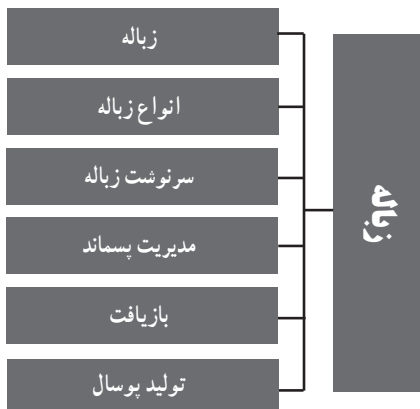 زباله
زباله
انواع زباله
سرنوشت زباله
مدیریت پسماند
بازیافت
تولید پوسال